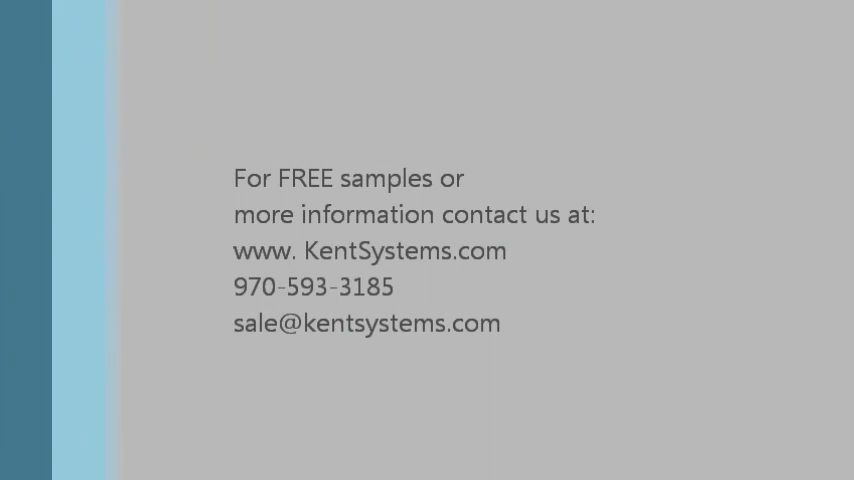 For FREE samples or
more information contact us at:
www. KentSystems.com
970-593-3185
sale@kentsystems.com